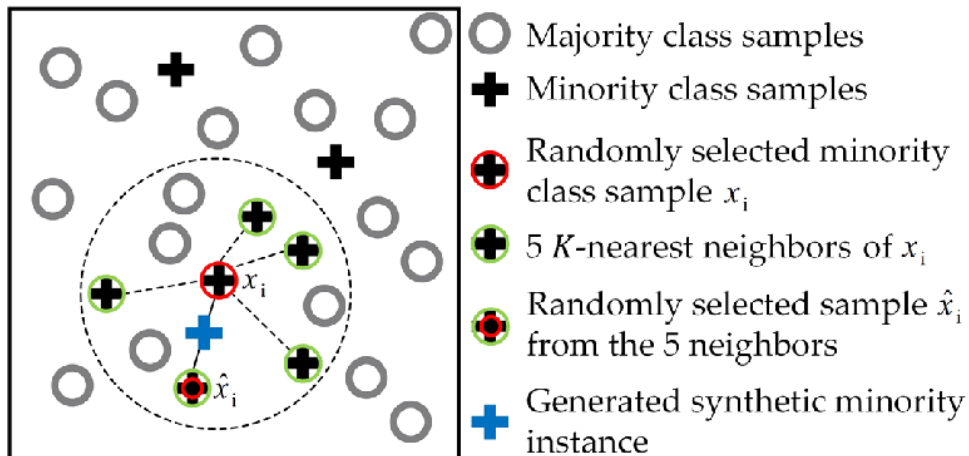 Majority class samples
Minority class samples
Randomly selected minority
class sample xᵢ
5 K-nearest neighbors of xᵢ
Randomly selected sample x̂ᵢ
from the 5 neighbors
Generated synthetic minority
instance
xᵢ
x̂ᵢ